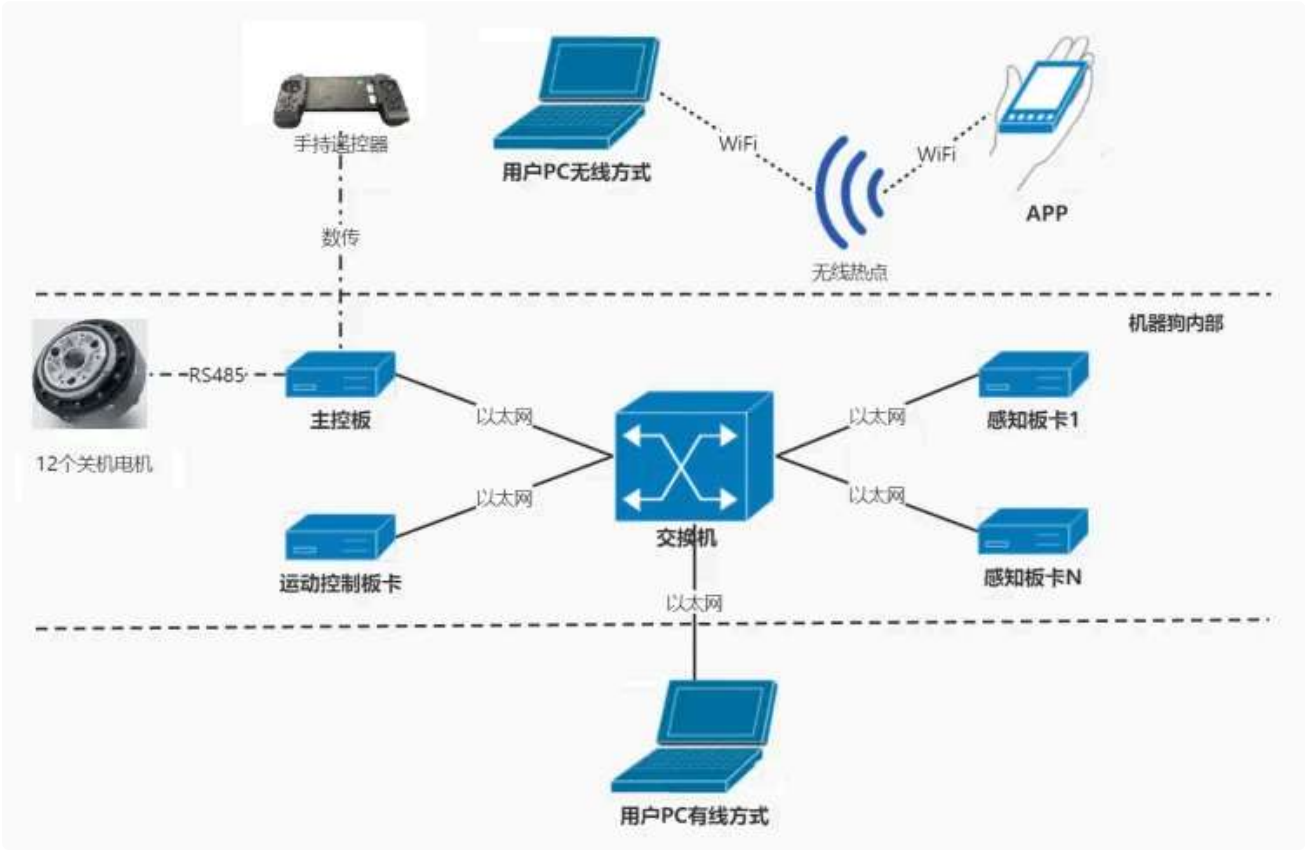 手持遥控器
WiFi
WiFi
用户PC无线方式
APP
数传
无线热点
机器狗内部
RS485
主控板
以太网
以太网
感知板卡1
12个关机电机
以太网
以太网
交换机
运动控制板卡
感知板卡N
以太网
用户PC有线方式